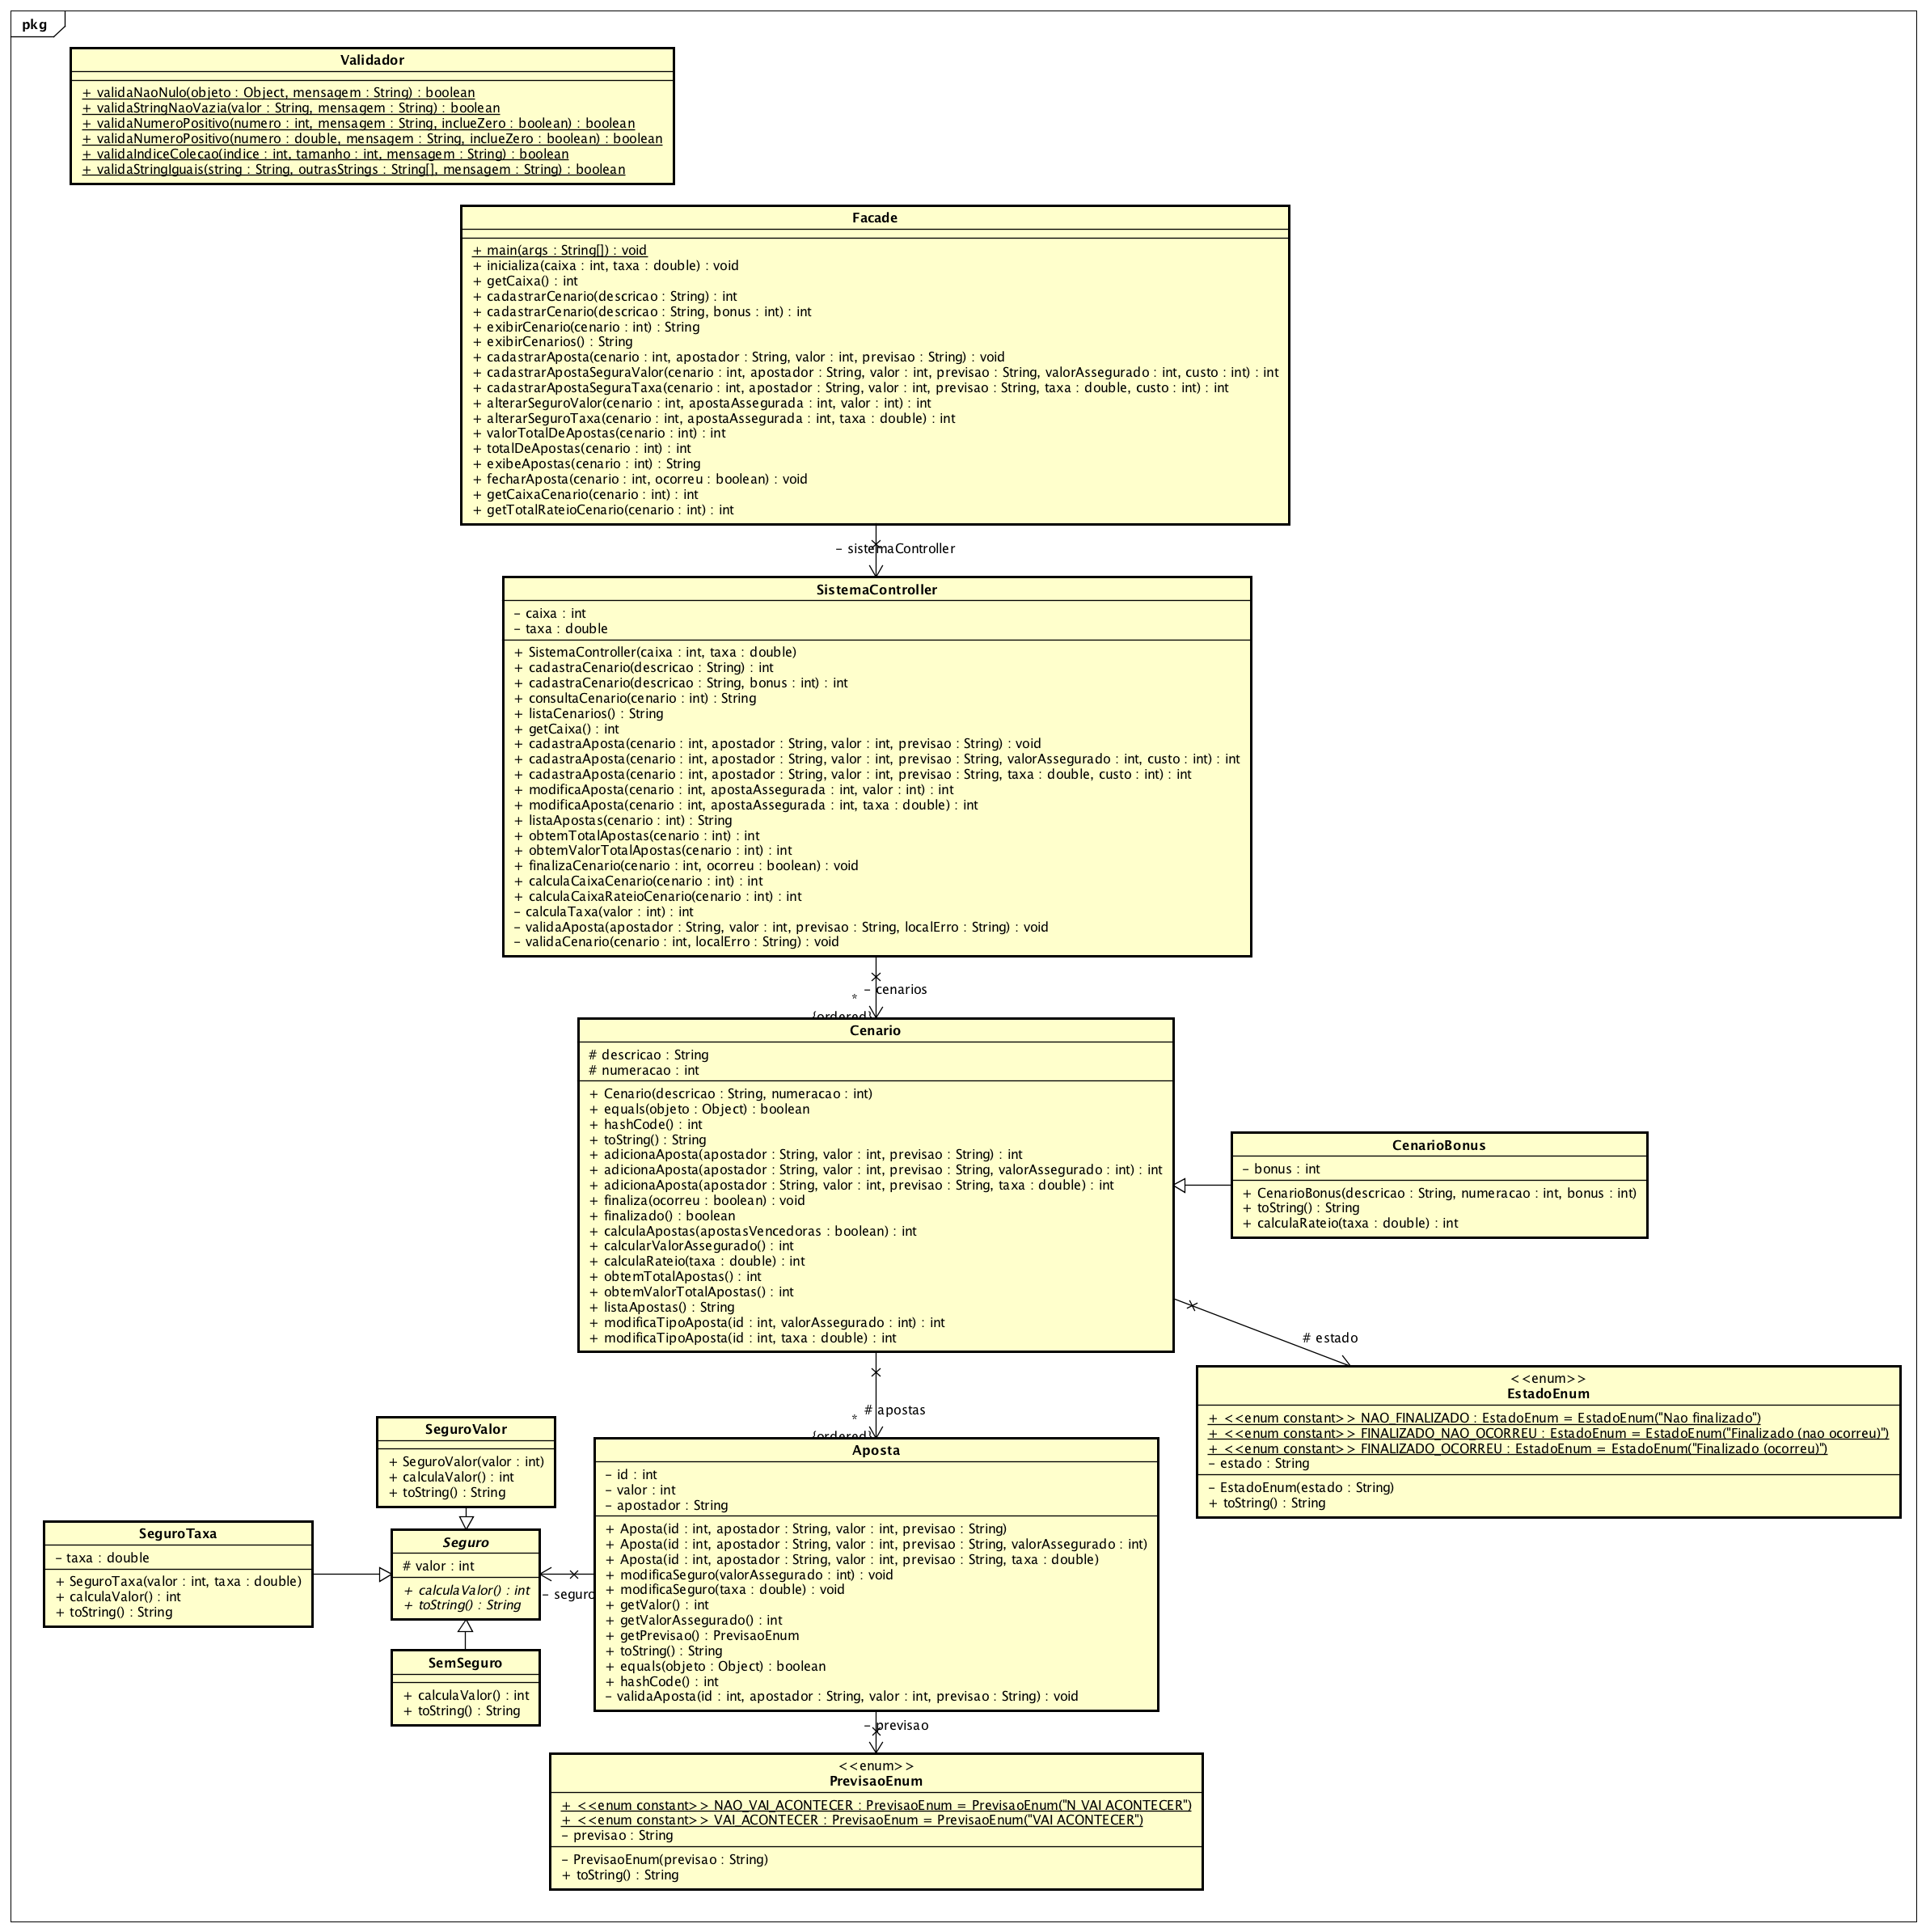 pkg
Validador
+ validaNaoNulo(objeto : Object, mensagem : String) : boolean
+ validaStringNaoVazia(valor : String, mensagem : String) : boolean
+ validaNumeroPositivo(numero : int, mensagem : String, inclueZero : boolean) : boolean
+ validaNumeroPositivo(numero : double, mensagem : String, inclueZero : boolean) : boolean
+ validaIndiceColecao(indice : int, tamanho : int, mensagem : String) : boolean
+ validaStringIguais(string : String, outrasStrings : String[], mensagem : String) : boolean
Facade
+ main(args : String[]) : void
+ inicializa(caixa : int, taxa : double) : void
+ getCaixa() : int
+ cadastrarCenario(descricao : String) : int
+ cadastrarCenario(descricao : String, bonus : int) : int
+ exibirCenario(cenario : int) : String
+ exibirCenarios() : String
+ cadastrarAposta(cenario : int, apostador : String, valor : int, previsao : String) : void
+ cadastrarApostaSeguraValor(cenario : int, apostador : String, valor : int, previsao : String, valorAssegurado : int, custo : int) : int
+ cadastrarApostaSeguraTaxa(cenario : int, apostador : String, valor : int, previsao : String, taxa : double, custo : int) : int
+ alterarSeguroValor(cenario : int, apostaAssegurada : int, valor : int) : int
+ alterarSeguroTaxa(cenario : int, apostaAssegurada : int, taxa : double) : int
+ valorTotalDeApostas(cenario : int) : int
+ totalDeApostas(cenario : int) : int
+ exibeApostas(cenario : int) : String
+ fecharAposta(cenario : int, ocorreu : boolean) : void
+ getCaixaCenario(cenario : int) : int
+ getTotalRateioCenario(cenario : int) : int
- sistemaController
SistemaController
- caixa : int
- taxa : double
+ SistemaController(caixa : int, taxa : double)
+ cadastraCenario(descricao : String) : int
+ cadastraCenario(descricao : String, bonus : int) : int
+ consultaCenario(cenario : int) : String
+ listaCenarios() : String
+ getCaixa() : int
+ cadastraAposta(cenario : int, apostador : String, valor : int, previsao : String) : void
+ cadastraAposta(cenario : int, apostador : String, valor : int, previsao : String, valorAssegurado : int, custo : int) : int
+ cadastraAposta(cenario : int, apostador : String, valor : int, previsao : String, taxa : double, custo : int) : int
+ modificaAposta(cenario : int, apostaAssegurada : int, valor : int) : int
+ modificaAposta(cenario : int, apostaAssegurada : int, taxa : double) : int
+ listaApostas(cenario : int) : String
+ obtemTotalApostas(cenario : int) : int
+ obtemValorTotalApostas(cenario : int) : int
+ finalizaCenario(cenario : int, ocorreu : boolean) : void
+ calculaCaixaCenario(cenario : int) : int
+ calculaCaixaRateioCenario(cenario : int) : int
- calculaTaxa(valor : int) : int
- validaAposta(apostador : String, valor : int, previsao : String, localErro : String) : void
- validaCenario(cenario : int, localErro : String) : void
- cenarios
*
{ordered}
Cenario
# descricao : String
# numeracao : int
+ Cenario(descricao : String, numeracao : int)
+ equals(objeto : Object) : boolean
+ hashCode() : int
+ toString() : String
+ adicionaAposta(apostador : String, valor : int, previsao : String) : int
+ adicionaAposta(apostador : String, valor : int, previsao : String, valorAssegurado : int) : int
+ adicionaAposta(apostador : String, valor : int, previsao : String, taxa : double) : int
+ finaliza(ocorreu : boolean) : void
+ finalizado() : boolean
+ calculaApostas(apostasVencedoras : boolean) : int
+ calcularValorAssegurado() : int
+ calculaRateio(taxa : double) : int
+ obtemTotalApostas() : int
+ obtemValorTotalApostas() : int
+ listaApostas() : String
+ modificaTipoAposta(id : int, valorAssegurado : int) : int
+ modificaTipoAposta(id : int, taxa : double) : int
CenarioBonus
- bonus : int
+ CenarioBonus(descricao : String, numeracao : int, bonus : int)
+ toString() : String
+ calculaRateio(taxa : double) : int
# estado
<<enum>>
EstadoEnum
+ <<enum constant>> NAO_FINALIZADO : EstadoEnum = EstadoEnum("Nao finalizado")
+ <<enum constant>> FINALIZADO_NAO_OCORREU : EstadoEnum = EstadoEnum("Finalizado (nao ocorreu)")
+ <<enum constant>> FINALIZADO_OCORREU : EstadoEnum = EstadoEnum("Finalizado (ocorreu)")
- estado : String
- EstadoEnum(estado : String)
+ toString() : String
# apostas
*
{ordered}
SeguroValor
+ SeguroValor(valor : int)
+ calculaValor() : int
+ toString() : String
SeguroTaxa
- taxa : double
+ SeguroTaxa(valor : int, taxa : double)
+ calculaValor() : int
+ toString() : String
Seguro
# valor : int
+ calculaValor() : int
+ toString() : String
- seguro
SemSeguro
+ calculaValor() : int
+ toString() : String
Aposta
- id : int
- valor : int
- apostador : String
+ Aposta(id : int, apostador : String, valor : int, previsao : String)
+ Aposta(id : int, apostador : String, valor : int, previsao : String, valorAssegurado : int)
+ Aposta(id : int, apostador : String, valor : int, previsao : String, taxa : double)
+ modificaSeguro(valorAssegurado : int) : void
+ modificaSeguro(taxa : double) : void
+ getValor() : int
+ getValorAssegurado() : int
+ getPrevisao() : PrevisaoEnum
+ toString() : String
+ equals(objeto : Object) : boolean
+ hashCode() : int
- validaAposta(id : int, apostador : String, valor : int, previsao : String) : void
- previsao
<<enum>>
PrevisaoEnum
+ <<enum constant>> NAO_VAI_ACONTECER : PrevisaoEnum = PrevisaoEnum("N VAI ACONTECER")
+ <<enum constant>> VAI_ACONTECER : PrevisaoEnum = PrevisaoEnum("VAI ACONTECER")
- previsao : String
- PrevisaoEnum(previsao : String)
+ toString() : String